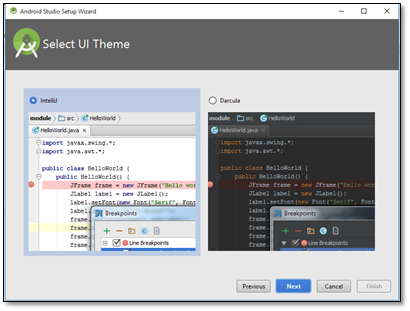 Android Studio Setup Wizard
Select UI Theme
IntelliJ
module src HelloWorld
HelloWorld.java ×
import javax.swing.*;
import java.awt.*;
public class HelloWorld {
public HelloWorld() {
JFrame frame = new JFrame("Hello wo
JLabel label = new JLabel();
label.setFont(new Font("Serif", Font
label.
frame.
frame.
frame.
frame.
Breakpoints
Line Breakpoints
Darcula
module src HelloWorld
HelloWorld.java ×
import javax.swing.*;
import java.awt.*;
public class HelloWorld {
public HelloWorld() {
JFrame frame = new JFrame("Hello wo
JLabel label = new JLabel();
label.setFont(new Font("Serif", Font
label.
frame.
frame.
frame.
frame.
Breakpoints
Line Breakpoints
Previous
Next
Cancel
Finish